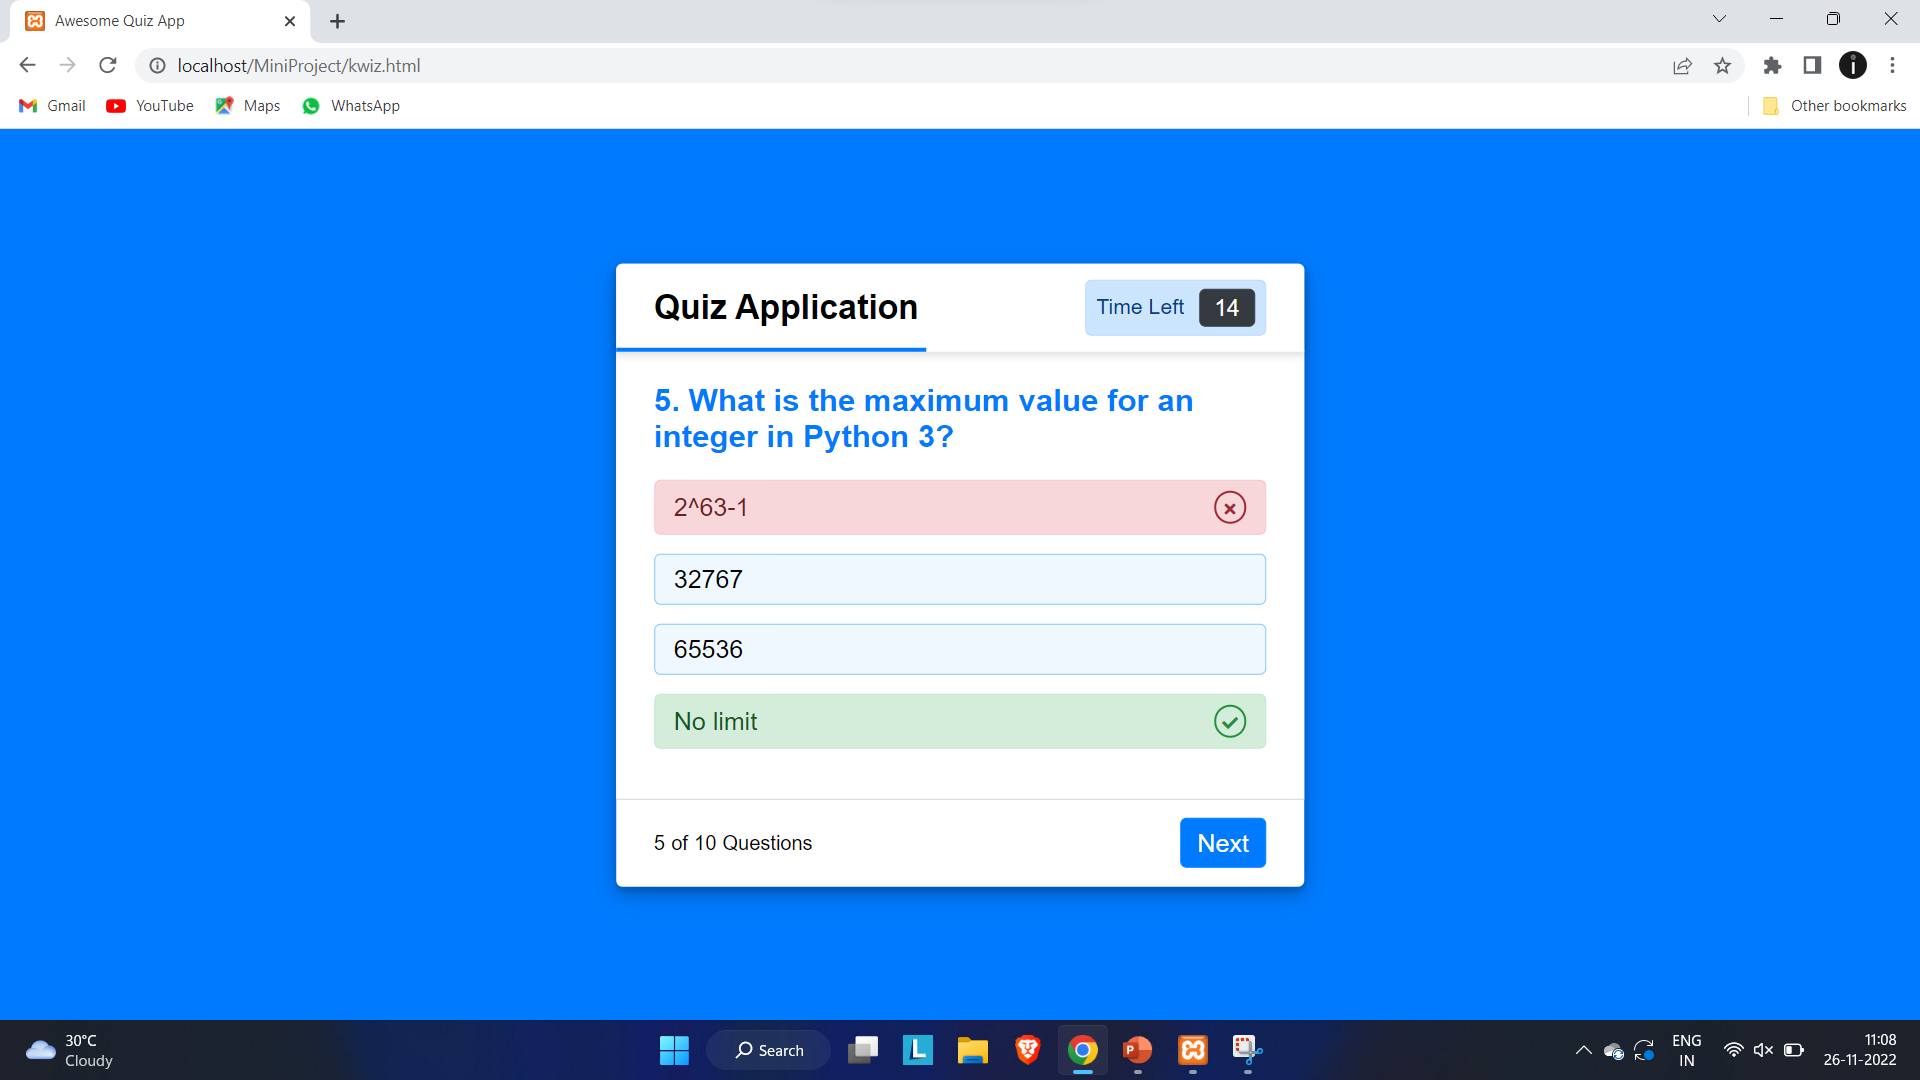 Awesome Quiz App
localhost/MiniProject/kwiz.html
Gmail
YouTube
Maps
WhatsApp
Other bookmarks
Quiz Application
Time Left
14
5. What is the maximum value for an
integer in Python 3?
2^63-1
32767
65536
No limit
5 of 10 Questions
Next
30°C
Cloudy
Search
L
P
ENG
IN
11:08
26-11-2022